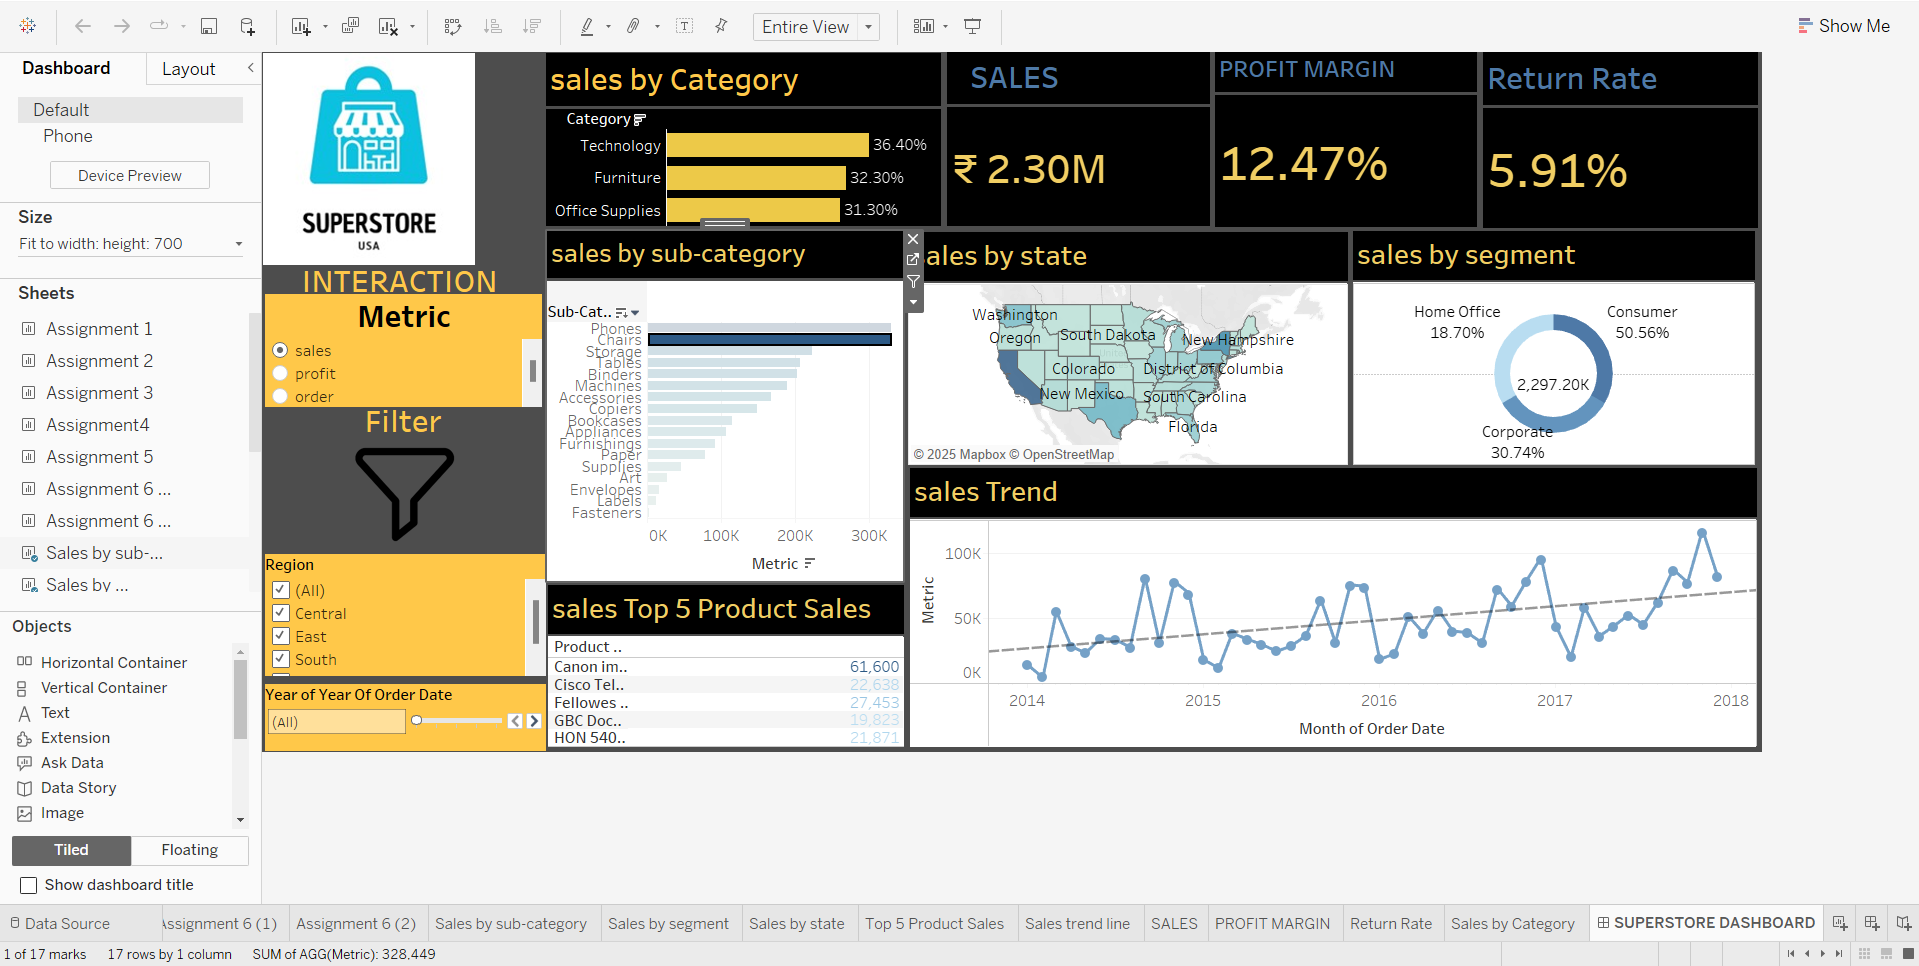 Entire View
Show Me
Dashboard
Layout
Default
Phone
Device Preview
Size
Fit to width: height: 700
Sheets
Assignment 1
Assignment 2
Assignment 3
Assignment4
Assignment 5
Assignment 6 ...
Assignment 6 ...
Sales by sub-...
Sales by ...
Objects
Horizontal Container
Vertical Container
Text
Extension
Ask Data
Data Story
Image
Tiled
Floating
Show dashboard title
SUPERSTORE
USA
INTERACTION
Metric
sales
profit
order
Filter
Region
(All)
Central
East
South
Year of Year Of Order Date
(All)
sales by Category
Category
Technology 36.40%
Furniture 32.30%
Office Supplies 31.30%
SALES
₹ 2.30M
PROFIT MARGIN
12.47%
Return Rate
5.91%
sales by sub-category
Sub-Cat..
Phones
Chairs
Storage
Tables
Binders
Machines
Accessories
Copiers
Bookcases
Appliances
Furnishings
Paper
Supplies
Art
Envelopes
Labels
Fasteners
0K 100K 200K 300K
Metric
sales by state
Washington
Oregon
South Dakota
New Hampshire
Colorado
District of Columbia
New Mexico
South Carolina
Florida
© 2025 Mapbox © OpenStreetMap
sales by segment
Home Office
18.70%
Consumer
50.56%
2,297.20K
Corporate
30.74%
sales Top 5 Product Sales
Product ..
Canon im.. 61,600
Cisco Tel.. 22,638
Fellowes .. 27,453
GBC Doc.. 19,823
HON 540.. 21,871
sales Trend
Metric
100K
50K
0K
2014 2015 2016 2017 2018
Month of Order Date
Data Source
Assignment 6 (1)
Assignment 6 (2)
Sales by sub-category
Sales by segment
Sales by state
Top 5 Product Sales
Sales trend line
SALES
PROFIT MARGIN
Return Rate
Sales by Category
SUPERSTORE DASHBOARD
1 of 17 marks 17 rows by 1 column SUM of AGG(Metric): 328,449